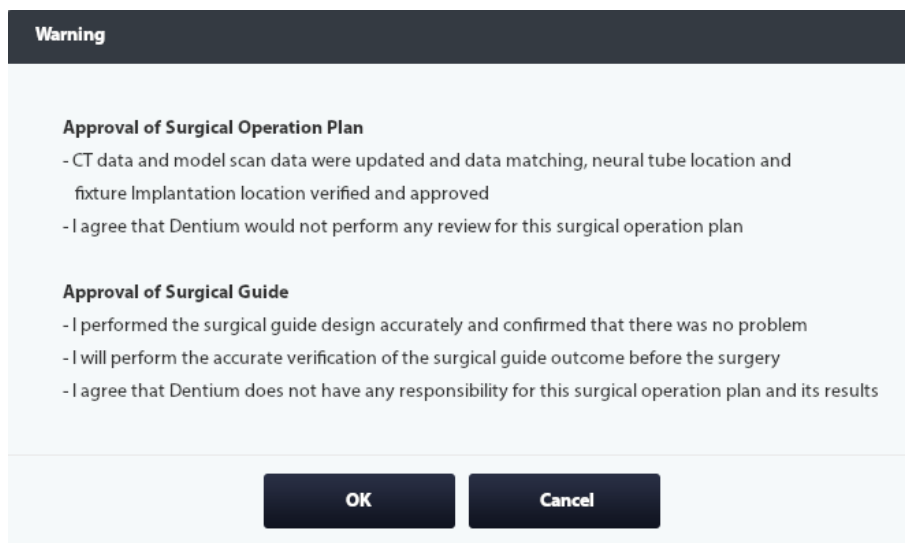 Warning
Approval of Surgical Operation Plan
- CT data and model scan data were updated and data matching, neural tube location and
fixture Implantation location verified and approved
- I agree that Dentium would not perform any review for this surgical operation plan
Approval of Surgical Guide
- I performed the surgical guide design accurately and confirmed that there was no problem
- I will perform the accurate verification of the surgical guide outcome before the surgery
- I agree that Dentium does not have any responsibility for this surgical operation plan and its results
OK Cancel